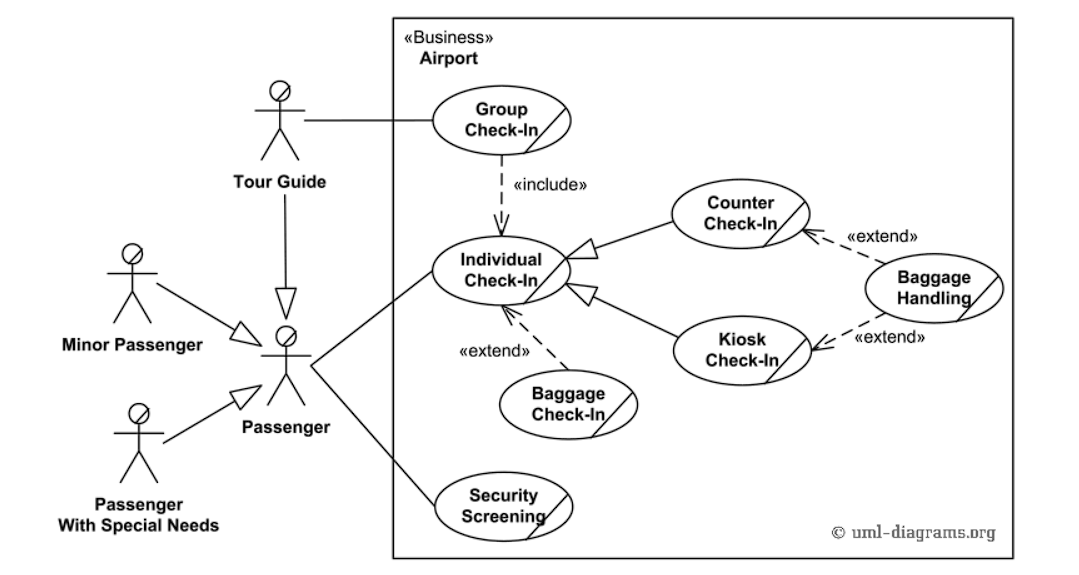 «Business»
Airport
Group
Check-In
Tour Guide
«include»
Counter
Check-In
«extend»
Individual
Check-In
Baggage
Handling
Minor Passenger
«extend»
Kiosk
Check-In
«extend»
Baggage
Check-In
Passenger
Passenger
With Special Needs
Security
Screening
© uml-diagrams.org